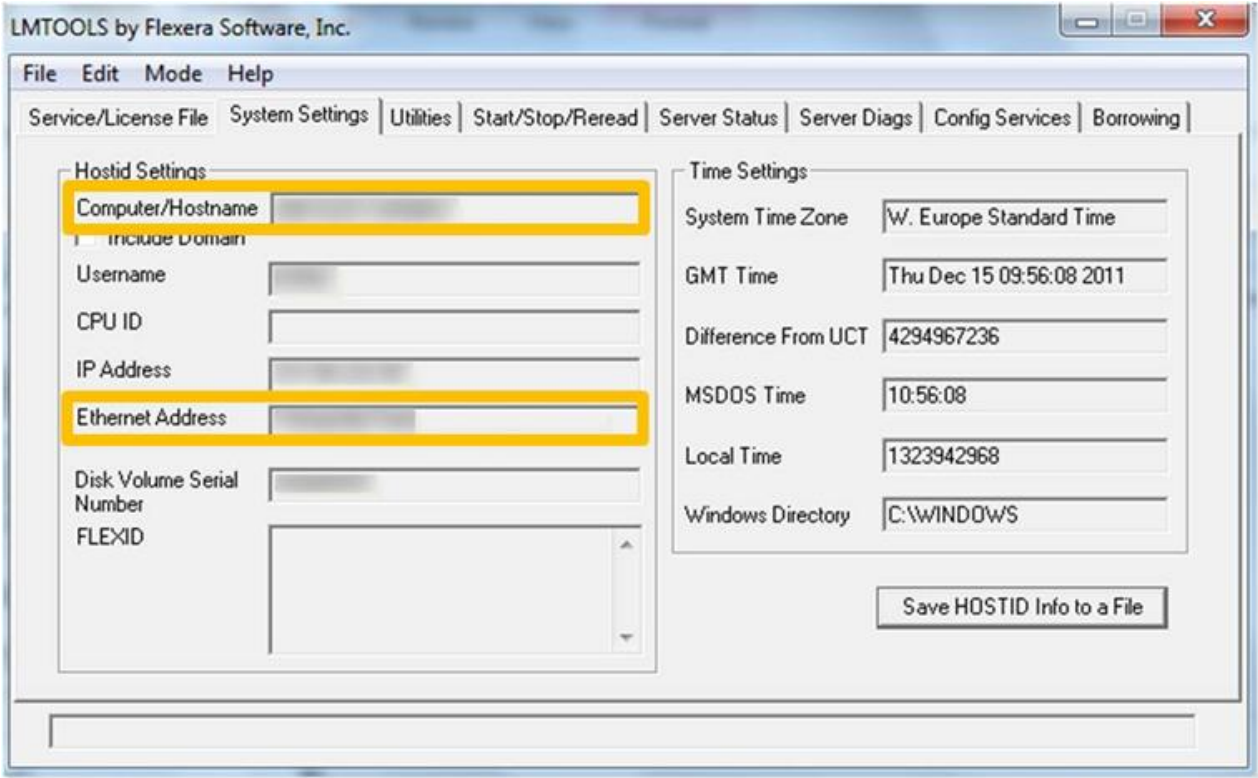 LMTOOLS by Flexera Software, Inc.
File Edit Mode Help
Service/License File System Settings Utilities Start/Stop/Reread Server Status Server Diags Config Services Borrowing
Hostid Settings
Computer/Hostname
Include Domain
Username
CPU ID
IP Address
Ethernet Address
Disk Volume Serial
Number
FLEXID
Time Settings
System Time Zone W. Europe Standard Time
GMT Time Thu Dec 15 09:56:08 2011
Difference From UCT 4294967236
MSDOS Time 10:56:08
Local Time 1323942968
Windows Directory C:\WINDOWS
Save HOSTID Info to a File